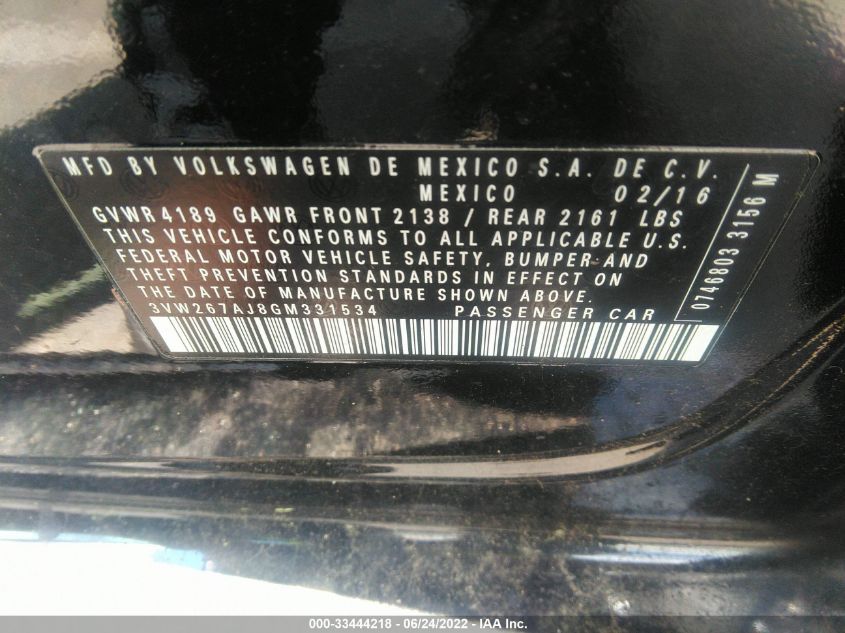 MFD BY VOLKSWAGEN DE MEXICO S.A. DE C.V.
MEXICO 02/16
GVWR4189 GAWR FRONT 2138 / REAR 2161 LBS
THIS VEHICLE CONFORMS TO ALL APPLICABLE U.S.
FEDERAL MOTOR VEHICLE SAFETY, BUMPER AND
THEFT PREVENTION STANDARDS IN EFFECT ON
THE DATE OF MANUFACTURE SHOWN ABOVE.
3VW267AJ8GM331534 PASSENGER CAR
0746803 3156 M
000-33444218 - 06/24/2022 - IAA Inc.